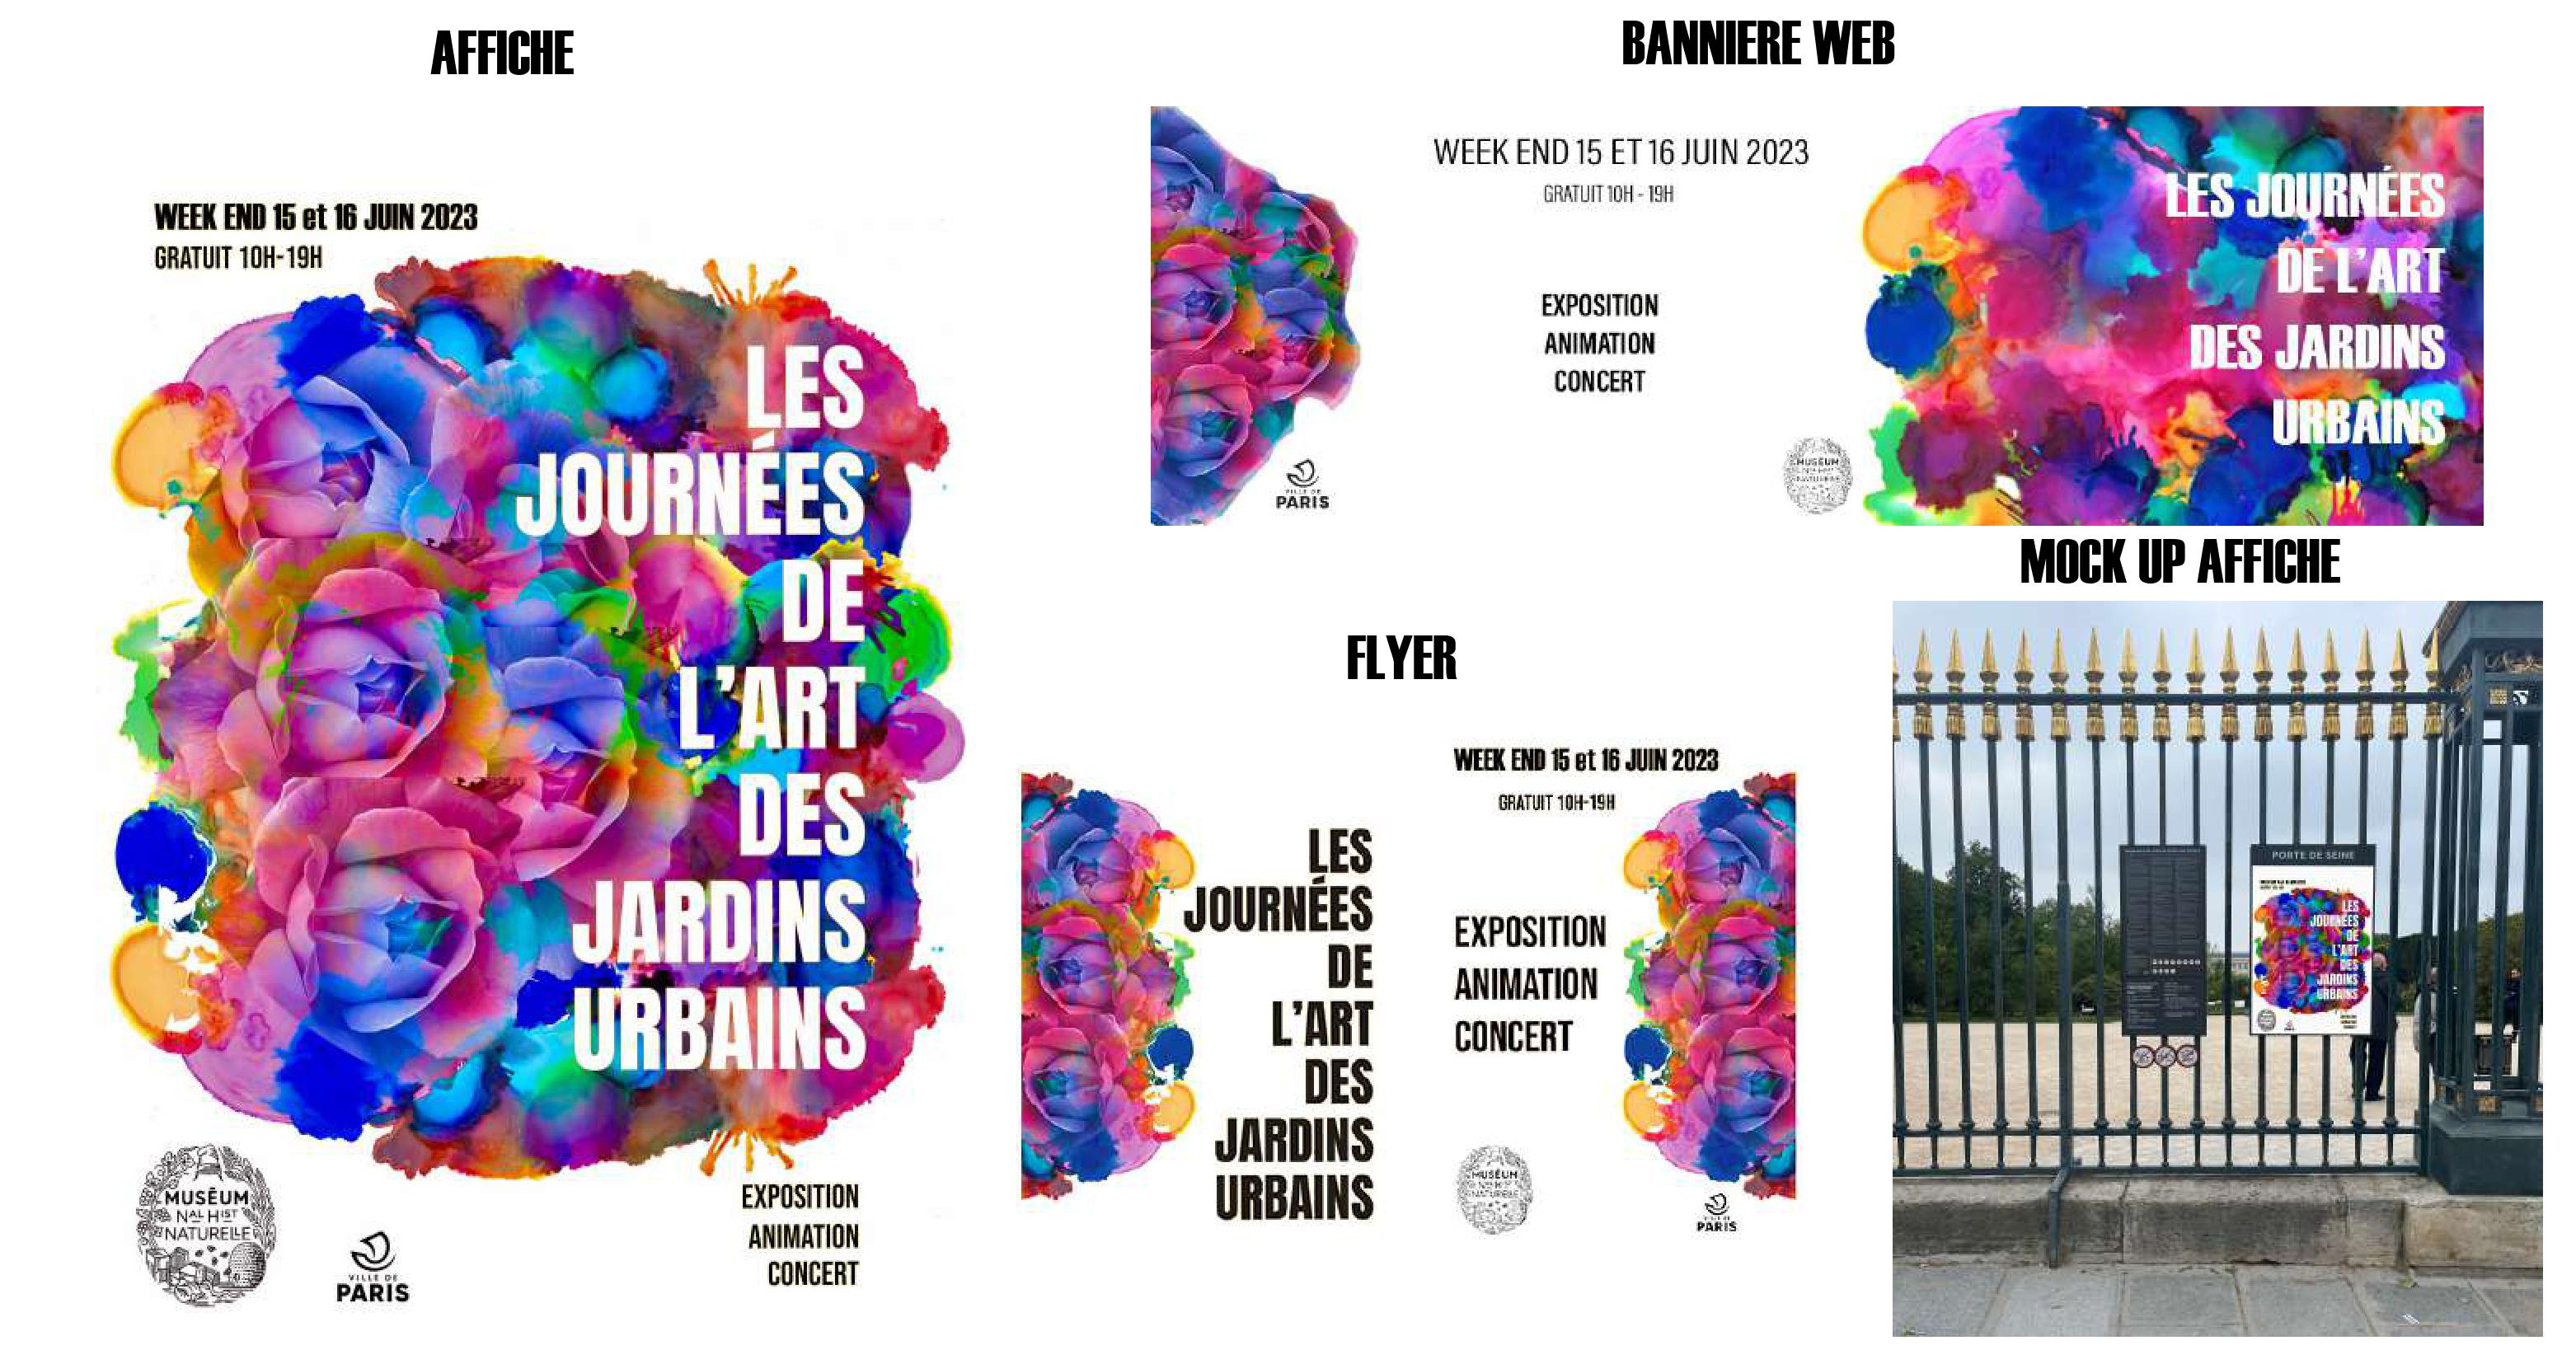 AFFICHE
WEEK END 15 et 16 JUIN 2023
GRATUIT 10H-19H
LES
JOURNÉES
DE
L'ART
DES
JARDINS
URBAINS
MUSÉUM
NAL HIST
NATURELLE
VILLE DE
PARIS
EXPOSITION
ANIMATION
CONCERT
BANNIERE WEB
WEEK END 15 ET 16 JUIN 2023
GRATUIT 10H - 19H
EXPOSITION
ANIMATION
CONCERT
VILLE DE
PARIS
MUSÉUM
NAL HIST
NATURELLE
LES JOURNÉES
DE L'ART
DES JARDINS
URBAINS
FLYER
LES
JOURNÉES
DE
L'ART
DES
JARDINS
URBAINS
WEEK END 15 et 16 JUIN 2023
GRATUIT 10H-19H
EXPOSITION
ANIMATION
CONCERT
MUSÉUM
NAL HIST
NATURELLE
PARIS
MOCK UP AFFICHE
PORTE DE SEINE
LES
JOURNÉES
DE
L'ART
DES
JARDINS
URBAINS